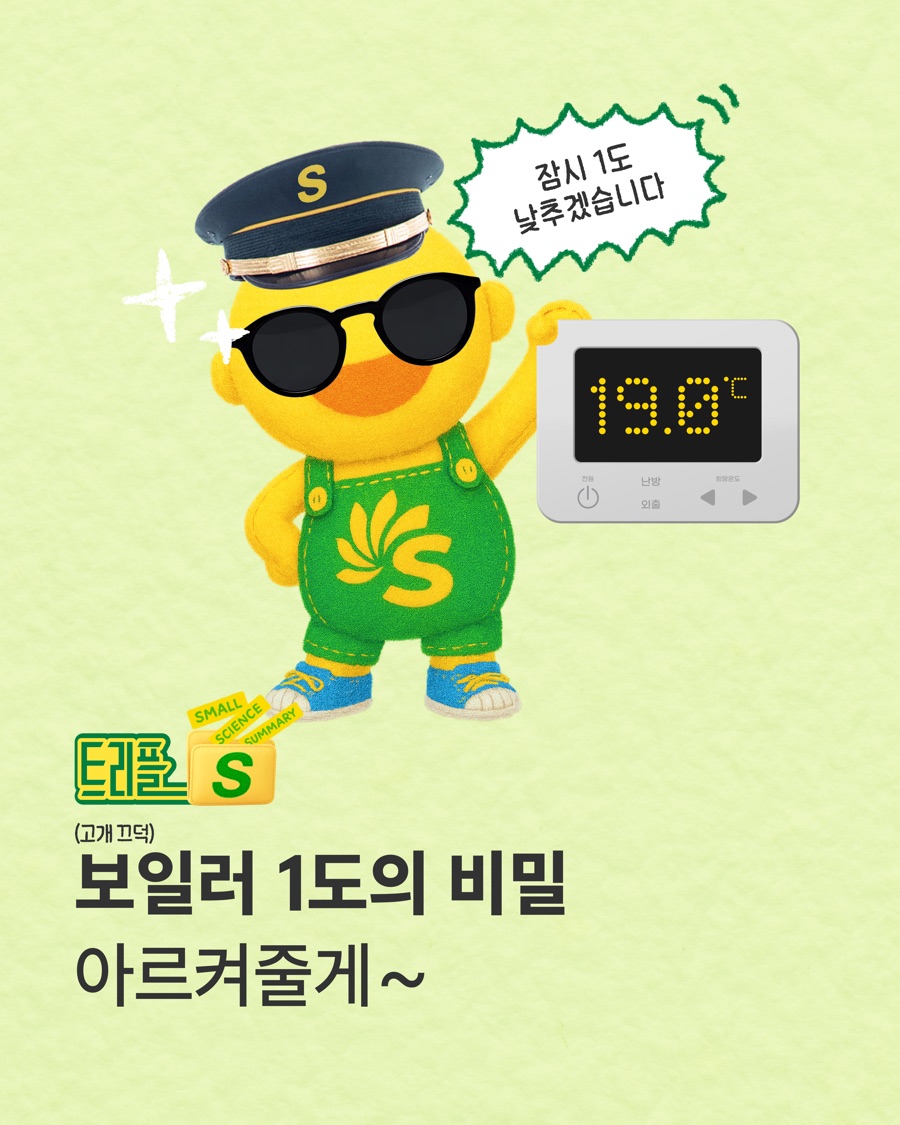 S
잠시 1도
낮추겠습니다
19.0℃
전원
난방
희망온도
외출
S
SMALL
SCIENCE
SUMMARY
트리플
S
(고개 끄덕)
보일러 1도의 비밀
아르켜줄게~